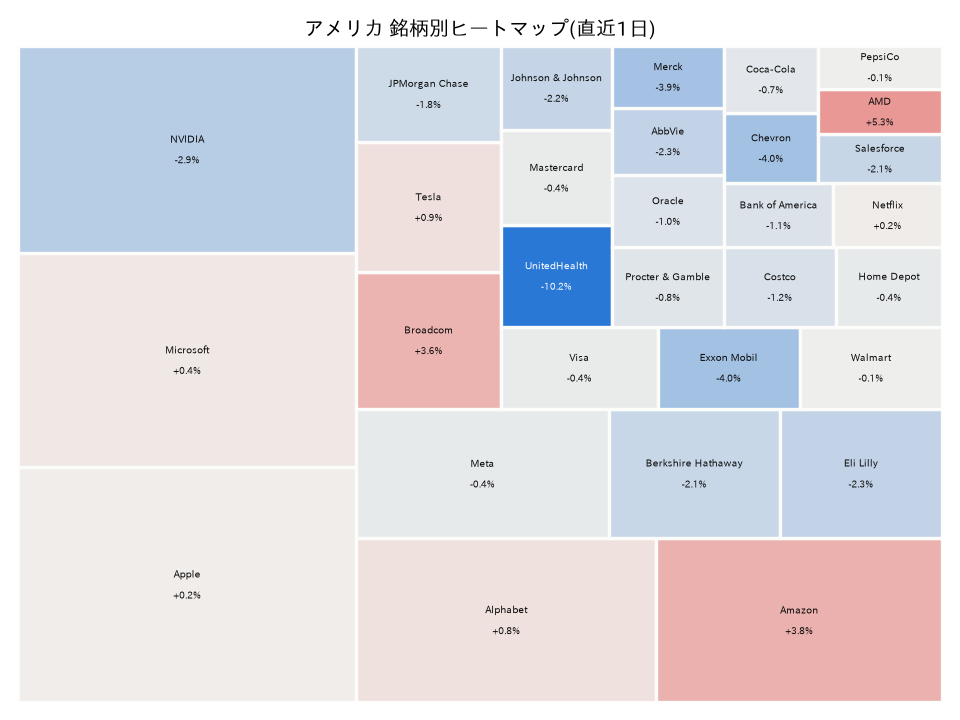 アメリカ 銘柄別ヒートマップ(直近1日)
NVIDIA
-2.9%
Microsoft
+0.4%
Apple
+0.2%
JPMorgan Chase
-1.8%
Tesla
+0.9%
Broadcom
+3.6%
Johnson & Johnson
-2.2%
Mastercard
-0.4%
UnitedHealth
-10.2%
Merck
-3.9%
AbbVie
-2.3%
Oracle
-1.0%
Procter & Gamble
-0.8%
Coca-Cola
-0.7%
Chevron
-4.0%
PepsiCo
-0.1%
AMD
+5.3%
Salesforce
-2.1%
Bank of America
-1.1%
Netflix
+0.2%
Costco
-1.2%
Home Depot
-0.4%
Visa
-0.4%
Exxon Mobil
-4.0%
Walmart
-0.1%
Meta
-0.4%
Berkshire Hathaway
-2.1%
Eli Lilly
-2.3%
Alphabet
+0.8%
Amazon
+3.8%